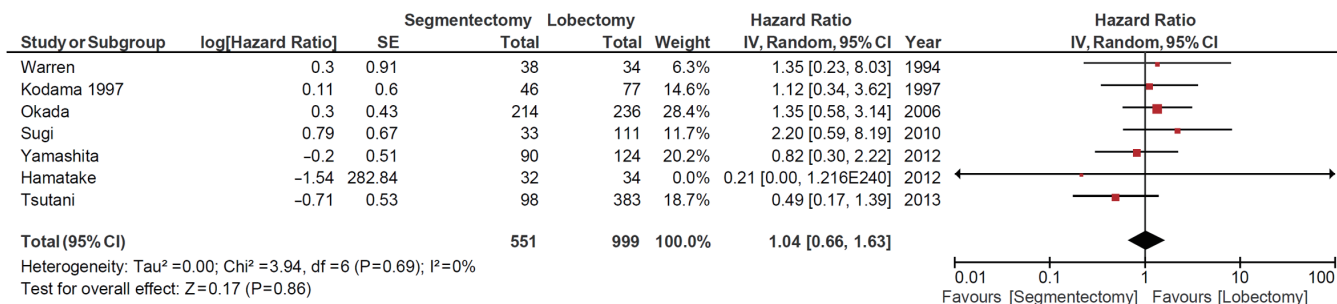 Segmentectomy Lobectomy Hazard Ratio Hazard Ratio
Study or Subgroup log[Hazard Ratio] SE Total Total Weight IV, Random, 95% CI Year IV, Random, 95% CI
Warren 0.3 0.91 38 34 6.3% 1.35 [0.23, 8.03] 1994
Kodama 1997 0.11 0.6 46 77 14.6% 1.12 [0.34, 3.62] 1997
Okada 0.3 0.43 214 236 28.4% 1.35 [0.58, 3.14] 2006
Sugi 0.79 0.67 33 111 11.7% 2.20 [0.59, 8.19] 2010
Yamashita −0.2 0.51 90 124 20.2% 0.82 [0.30, 2.22] 2012
Hamatake −1.54 282.84 32 34 0.0% 0.21 [0.00, 1.216E240] 2012
Tsutani −0.71 0.53 98 383 18.7% 0.49 [0.17, 1.39] 2013
Total (95% CI) 551 999 100.0% 1.04 [0.66, 1.63]
Heterogeneity: Tau² =0.00; Chi² =3.94, df =6 (P=0.69); I²=0%
Test for overall effect: Z=0.17 (P=0.86)
0.01 0.1 1 10 100
Favours [Segmentectomy] Favours [Lobectomy]